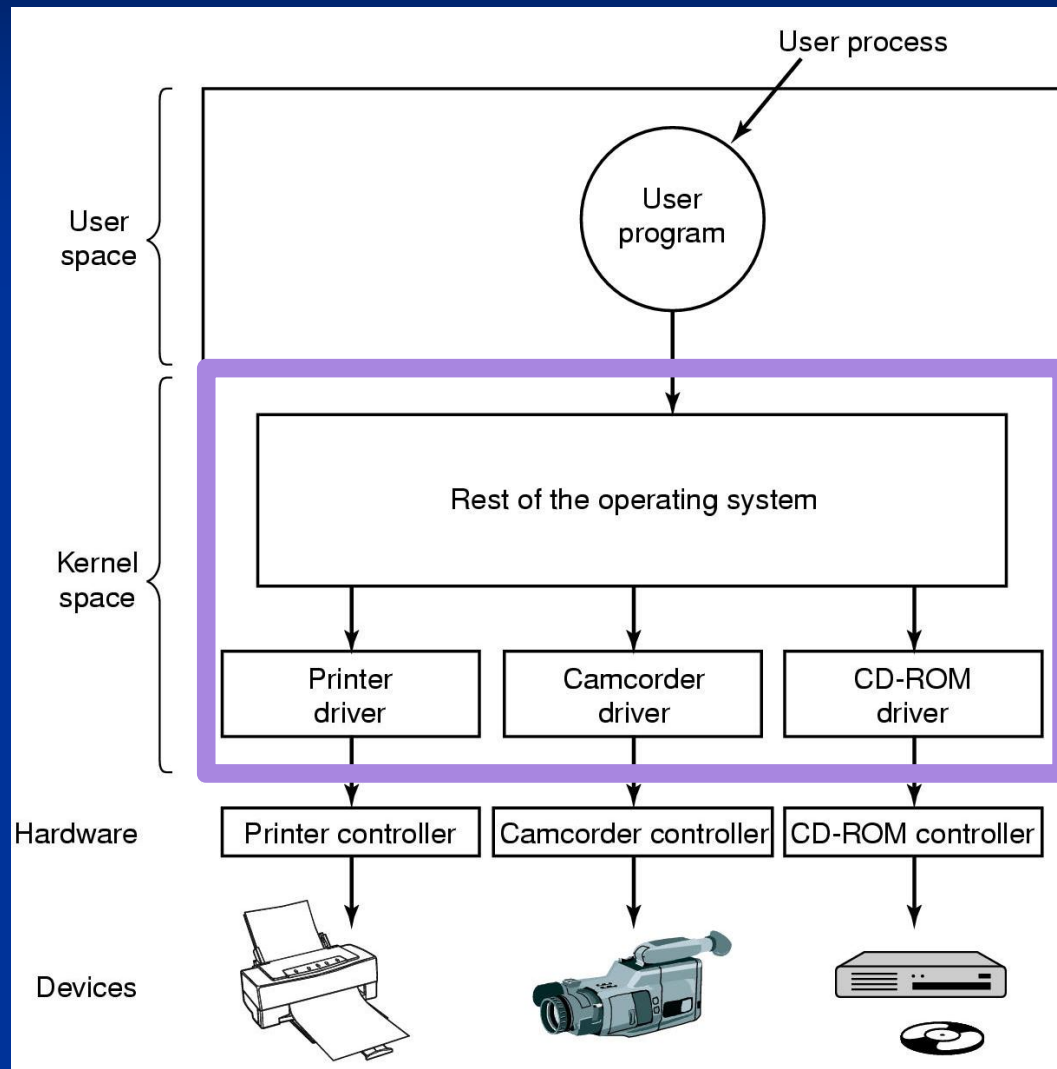 User process
User
program
User
space
Rest of the operating system
Kernel
space
Printer
driver
Camcorder
driver
CD-ROM
driver
Hardware
Printer controller
Camcorder controller
CD-ROM controller
Devices